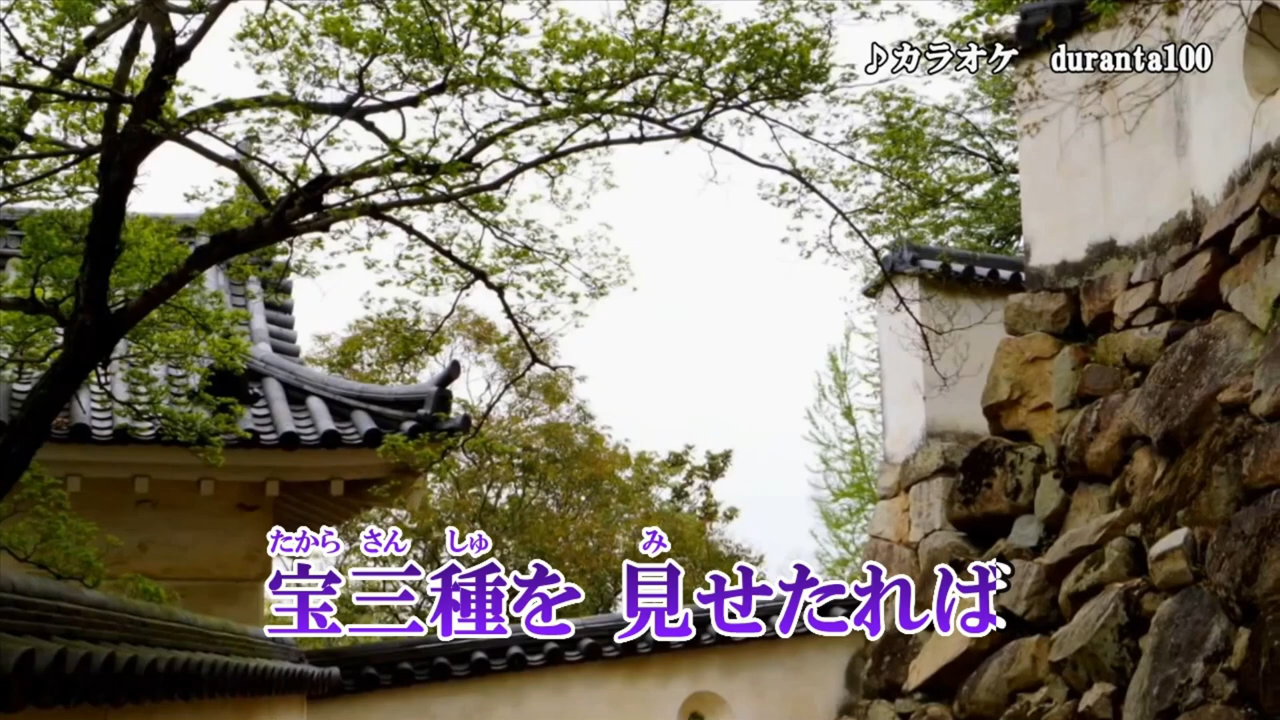 ♪カラオケ　duranta100
たから さん しゅ み
宝三種を 見せたれば